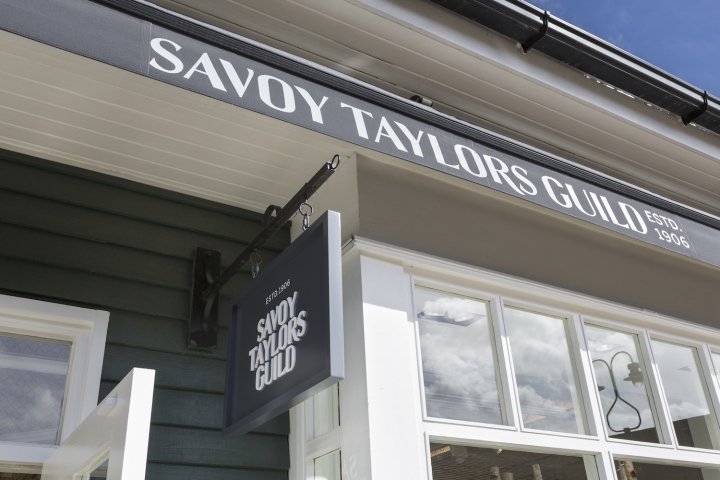 SAVOY TAYLORS GUILD
ESTD.
1906
ESTD.1906
SAVOY
TAYLORS
GUILD